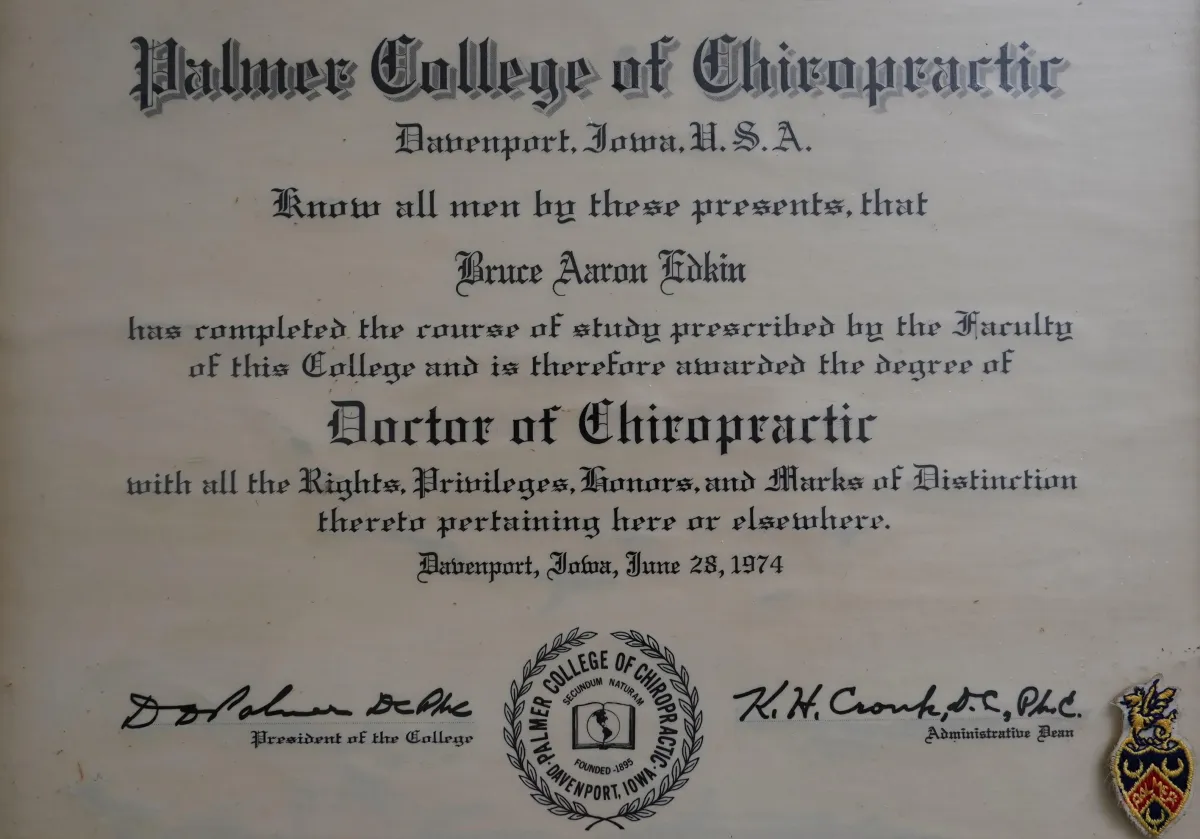 Palmer College of Chiropractic
Davenport, Iowa, U.S.A.
Know all men by these presents, that
Bruce Aaron Edkin
has completed the course of study prescribed by the Faculty
of this College and is therefore awarded the degree of
Doctor of Chiropractic
with all the Rights, Privileges, Honors, and Marks of Distinction
thereto pertaining here or elsewhere.
Davenport, Iowa, June 28, 1974
D D Palmer DC PhC
President of the College
PALMER COLLEGE OF CHIROPRACTIC · DAVENPORT, IOWA ·
SECUNDUM NATURAM
FOUNDED - 1895
K. H. Cronk, D.C., Ph.C.
Administrative Dean
PALMER